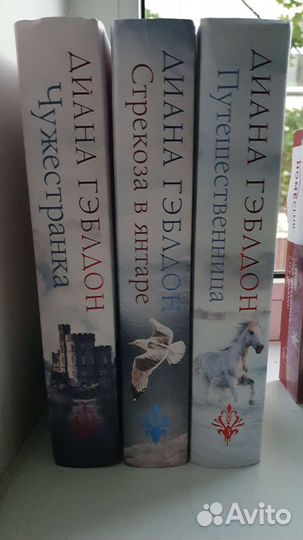 ДИАНА ГЭБЛДОН
Чужестранка
ДИАНА ГЭБЛДОН
Стрекоза в янтаре
ДИАНА ГЭБЛДОН
Путешественница
Avito